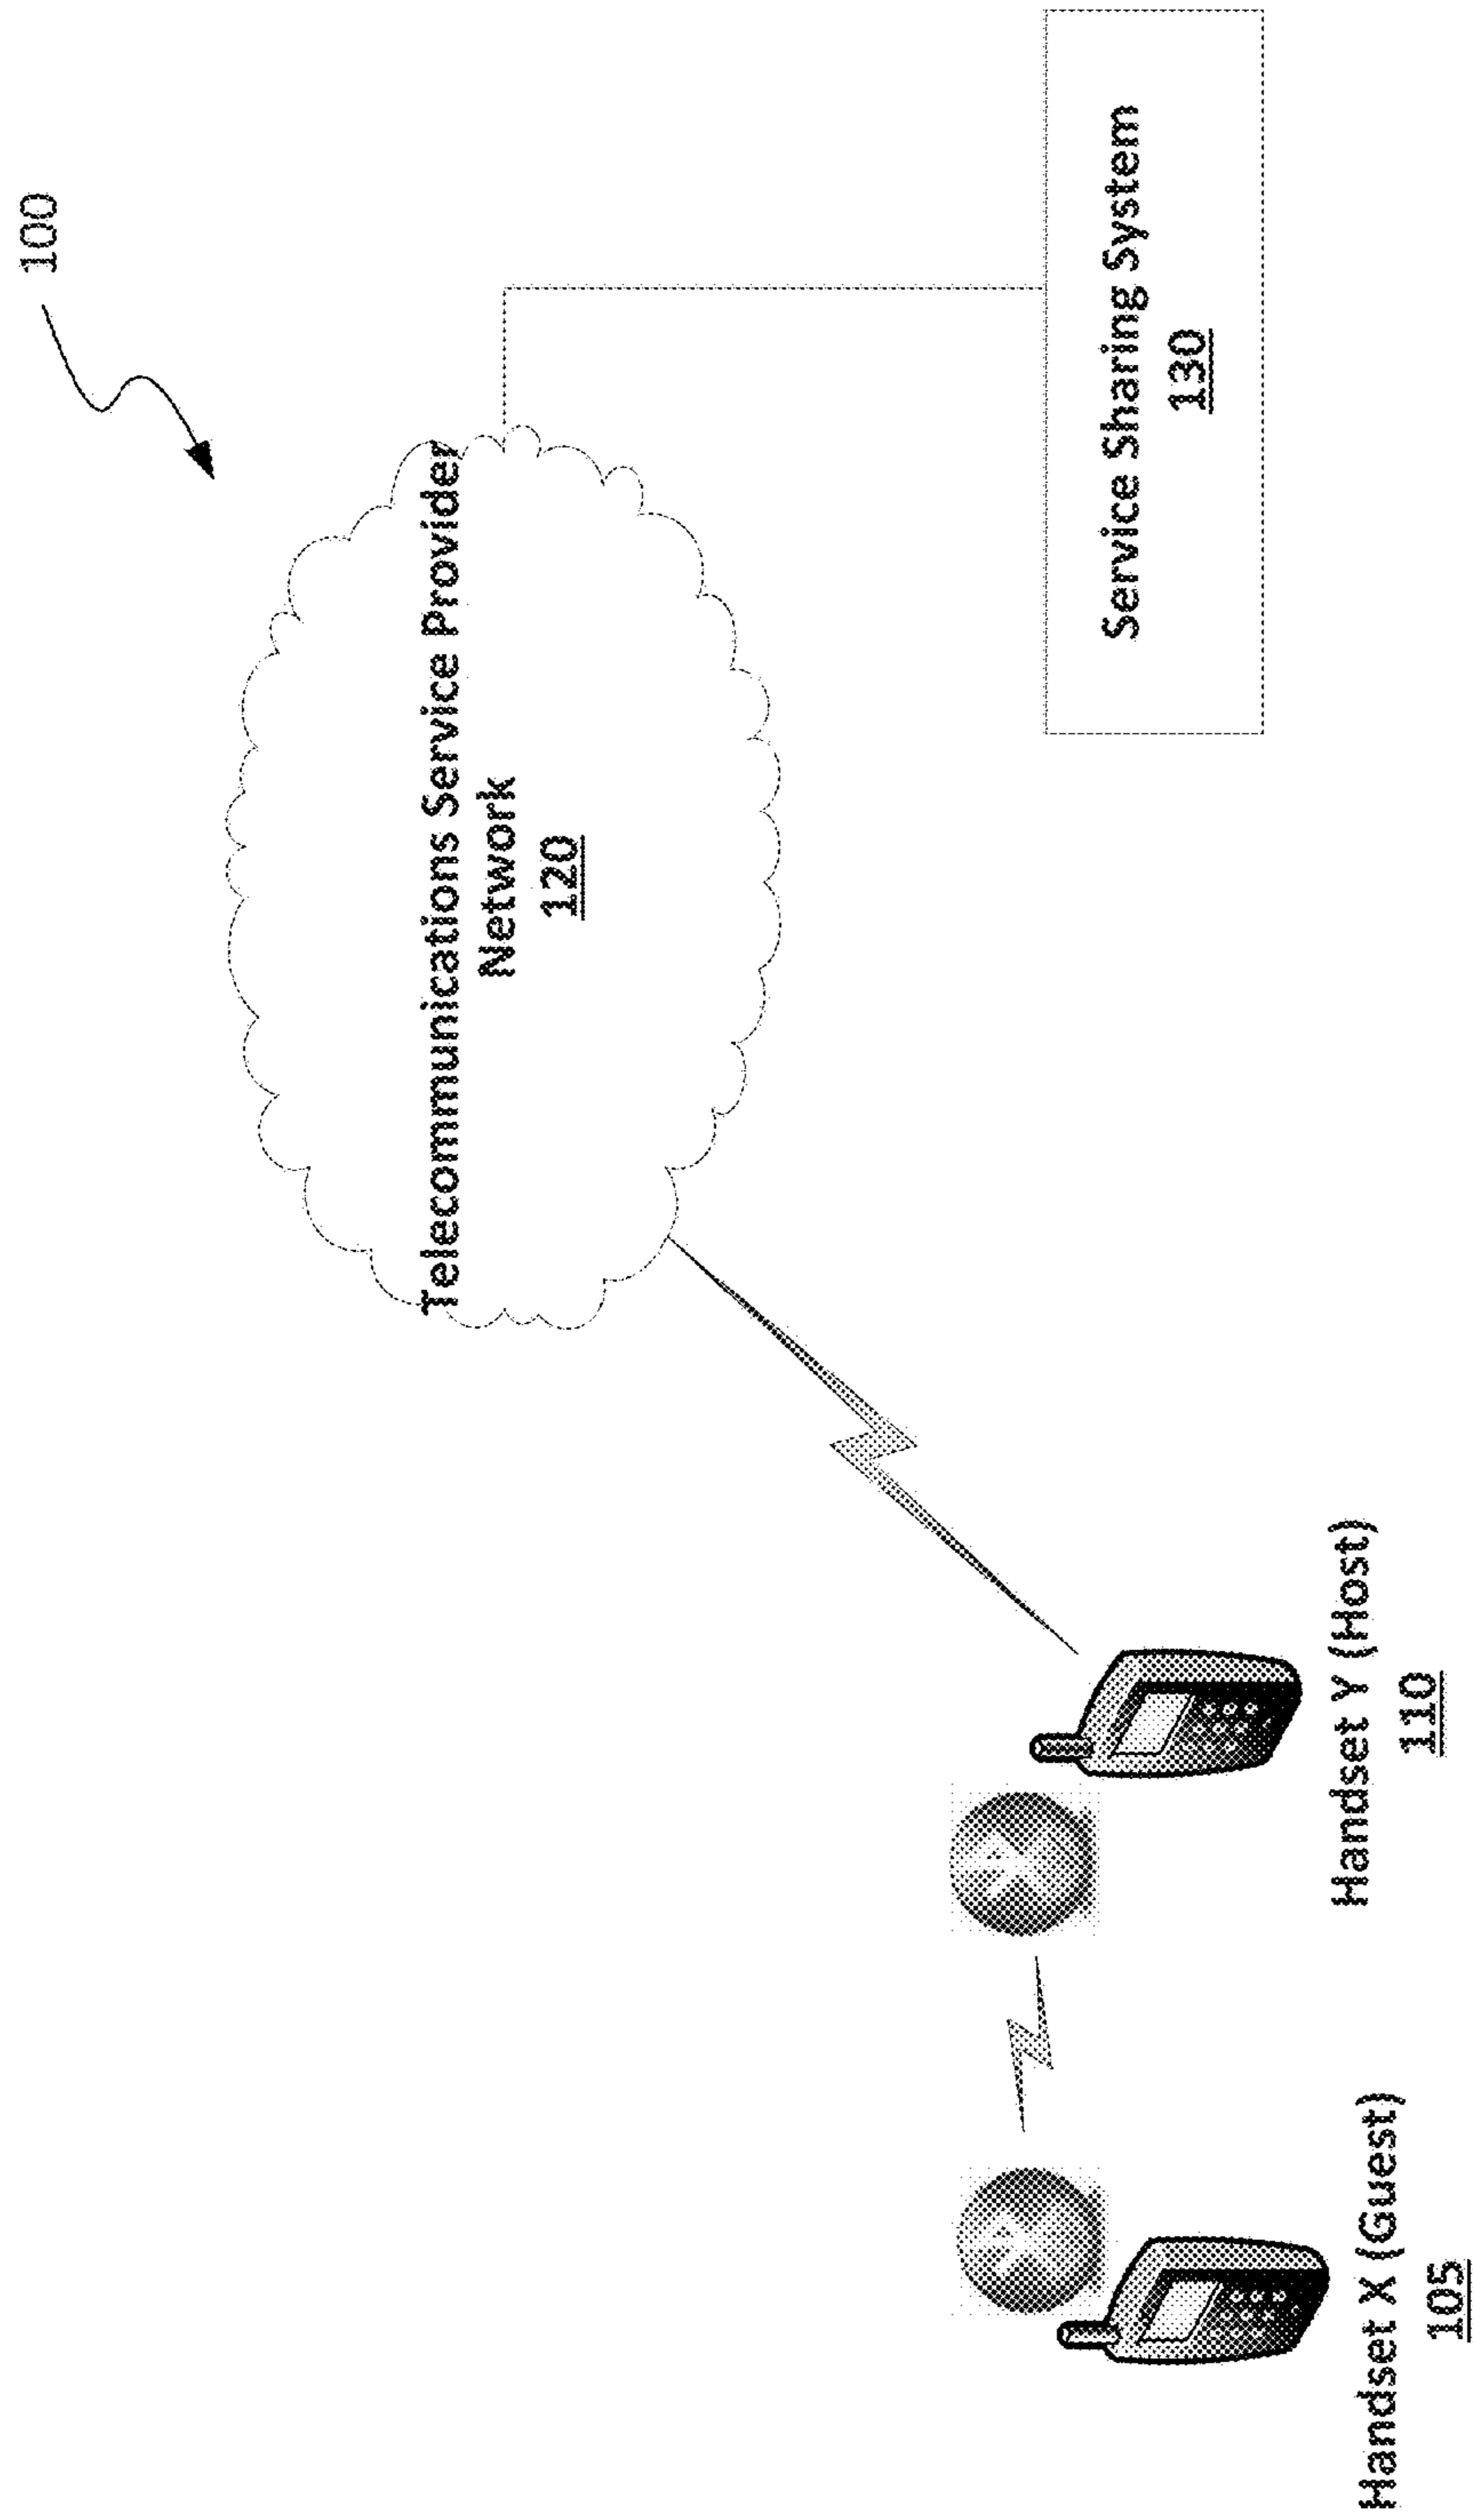 100
Telecommunications Service Provider
Network
120
Service Sharing System
130
Handset Y (Host)
110
Handset X (Guest)
105